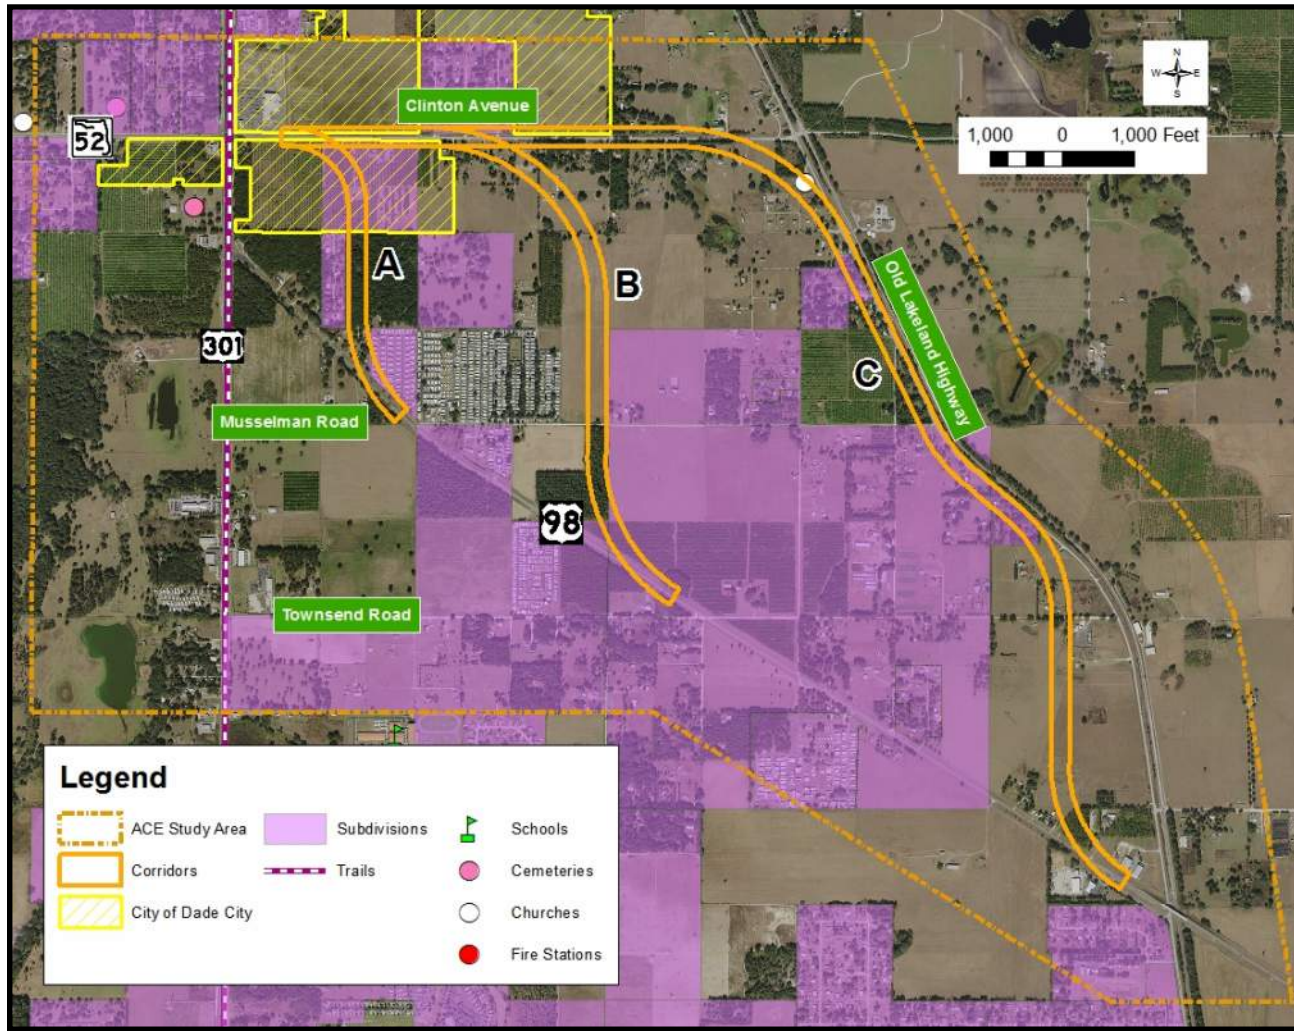 N
W E
S
Clinton Avenue
52
1,000 0 1,000 Feet
A
B
Old Lakeland Highway
301
C
Musselman Road
98
Townsend Road
Legend
ACE Study Area
Subdivisions
Schools
Corridors
Trails
Cemeteries
City of Dade City
Churches
Fire Stations